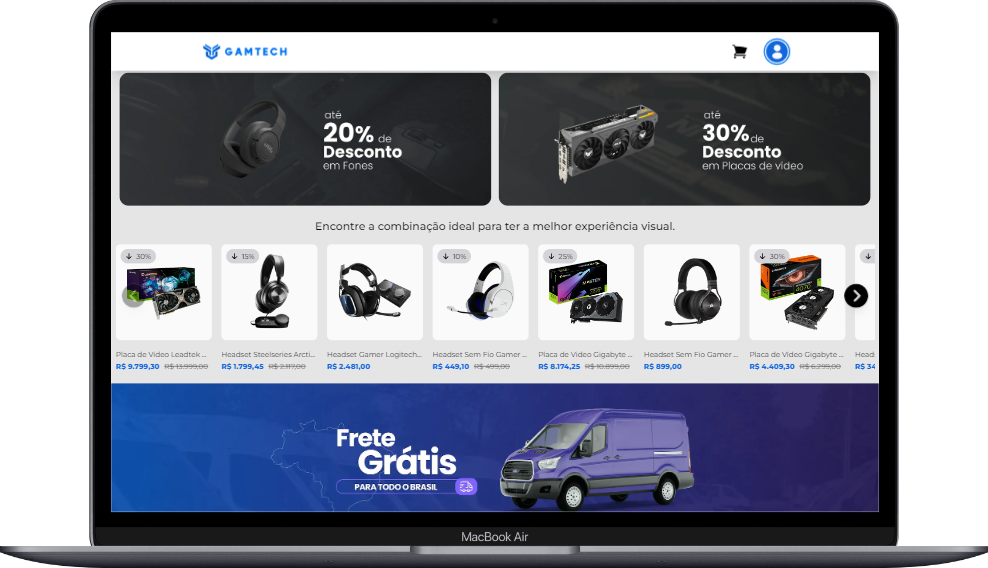 GAMTECH
até
20% de
Desconto
em Fones
até
30% de
Desconto
em Placas de video
Encontre a combinação ideal para ter a melhor experiência visual.
30%
15%
10%
25%
30%
Placa de Video Leadtek ...
Headset Steelseries Arcti...
Headset Gamer Logitech...
Headset Sem Fio Gamer ...
Placa de Video Gigabyte ...
Headset Sem Fio Gamer ...
Placa de Video Gigabyte ...
Head
R$ 9.799,30 R$ 13.999,00
R$ 1.799,45 R$ 2.117,00
R$ 2.481,00
R$ 449,10 R$ 499,00
R$ 8.174,25 R$ 10.899,00
R$ 899,00
R$ 4.409,30 R$ 6.299,00
R$ 34
Frete
Grátis
PARA TODO O BRASIL
MacBook Air